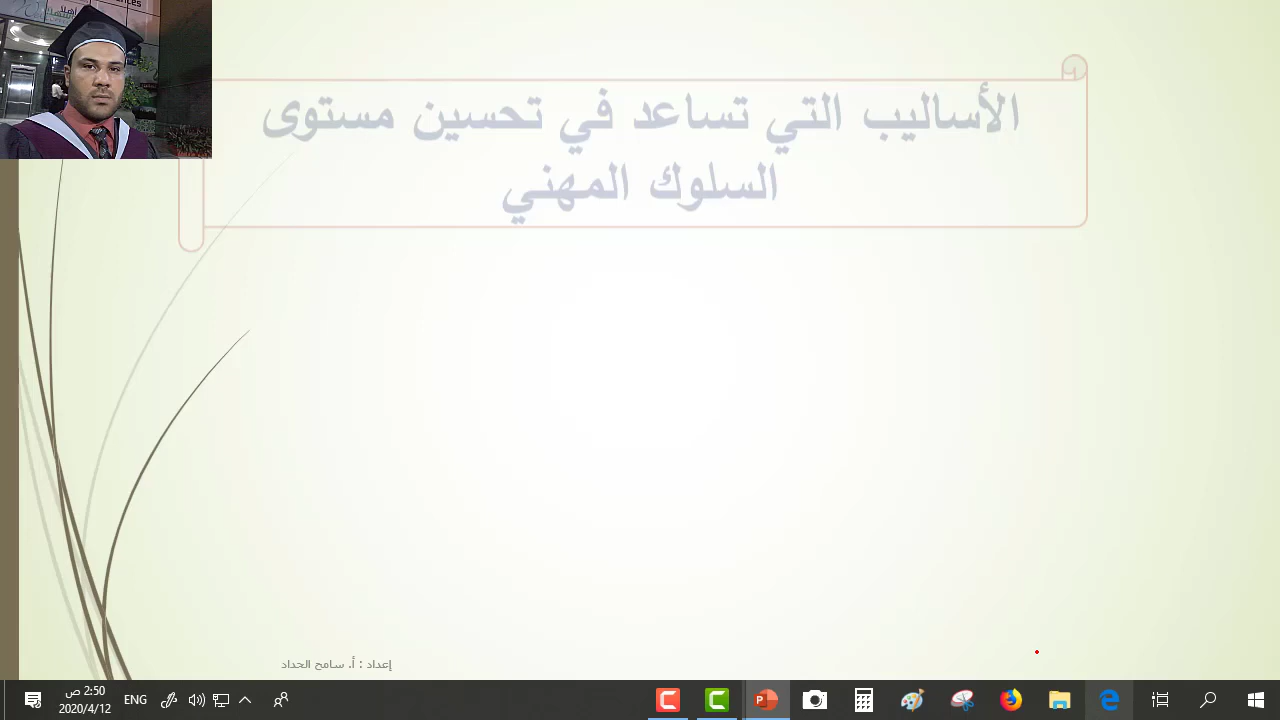 الأساليب التي تساعد في تحسين مستوى
السلوك المهني
إعداد : أ. سامح الحداد
2:50 ص
ENG
2020/4/12